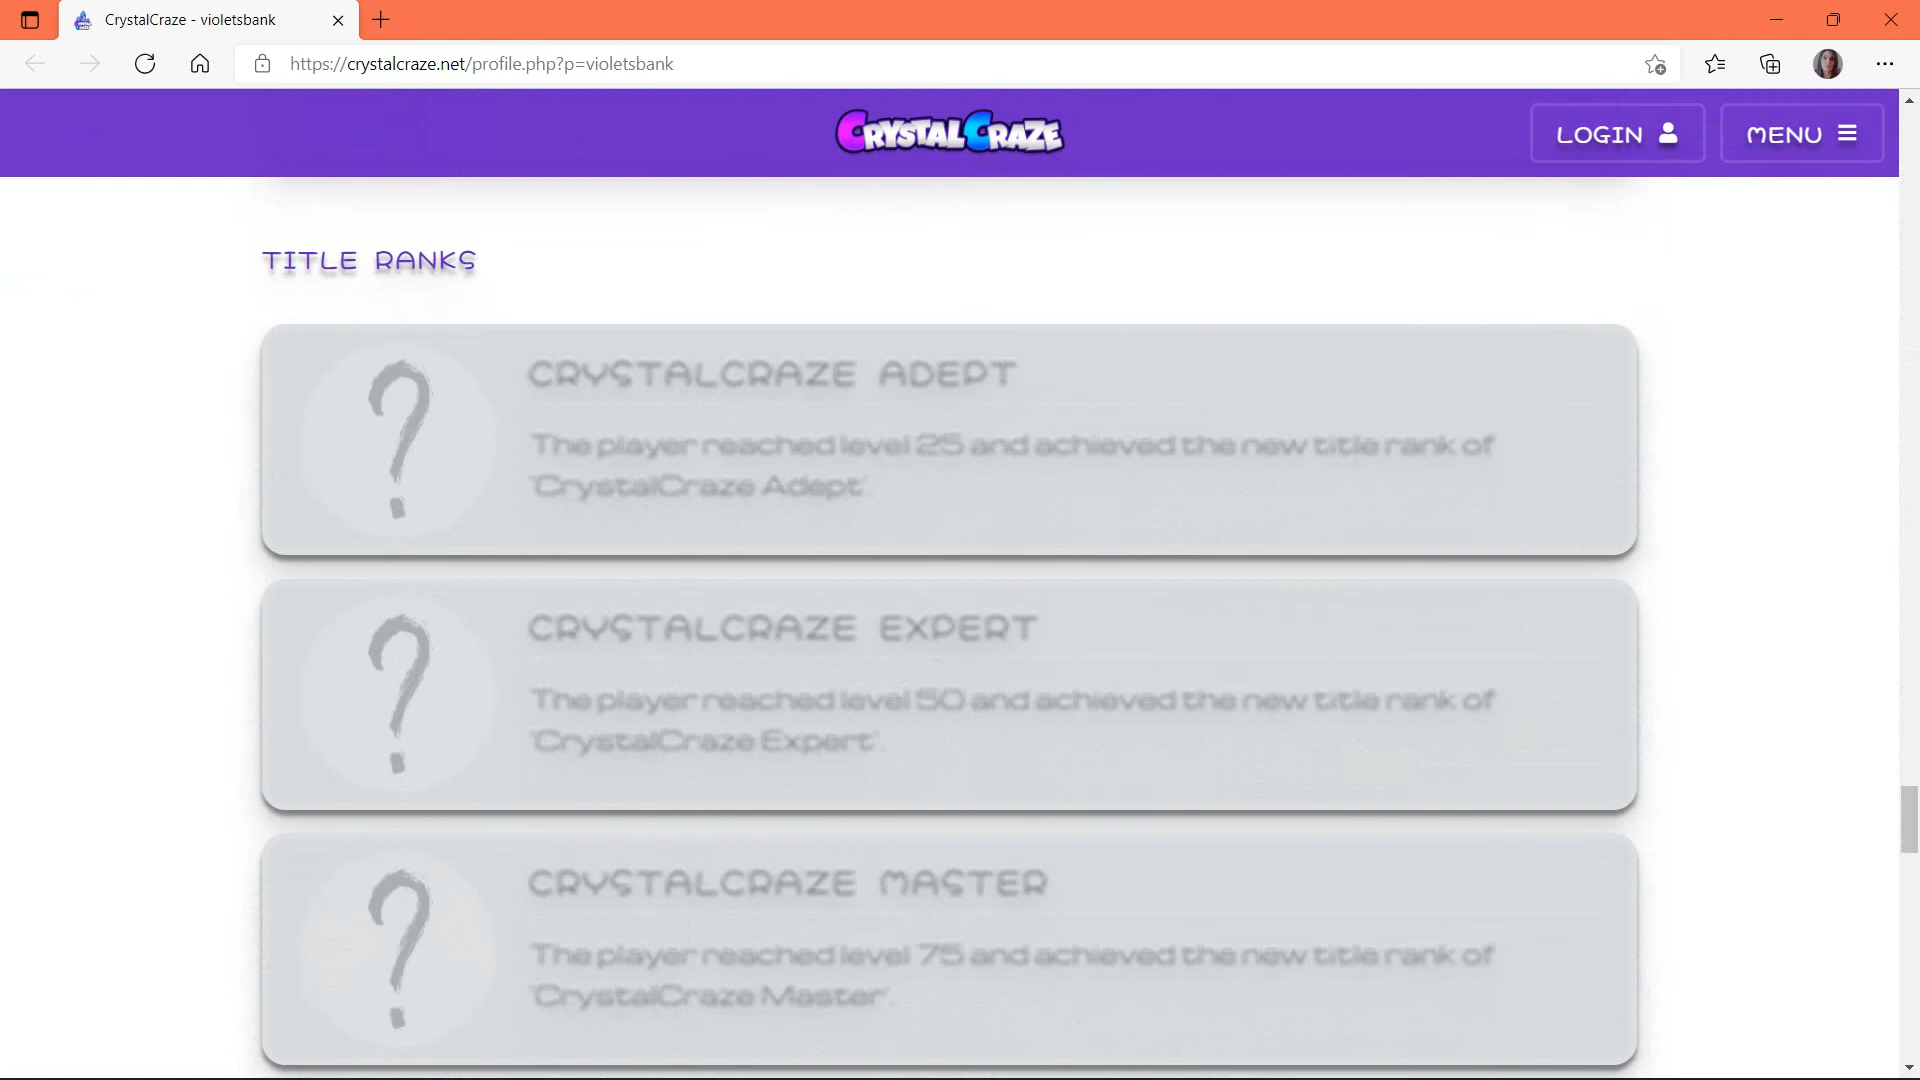 CrystalCraze - violetsbank
https://crystalcraze.net/profile.php?p=violetsbank
CRYSTALCRAZE
LOGIN
MENU
TITLE RANKS
CRYSTALCRAZE ADEPT
The player reached level 25 and achieved the new title rank of
'CrystalCraze Adept'.
CRYSTALCRAZE EXPERT
The player reached level 50 and achieved the new title rank of
'CrystalCraze Expert'.
CRYSTALCRAZE MASTER
The player reached level 75 and achieved the new title rank of
'CrystalCraze Master'.